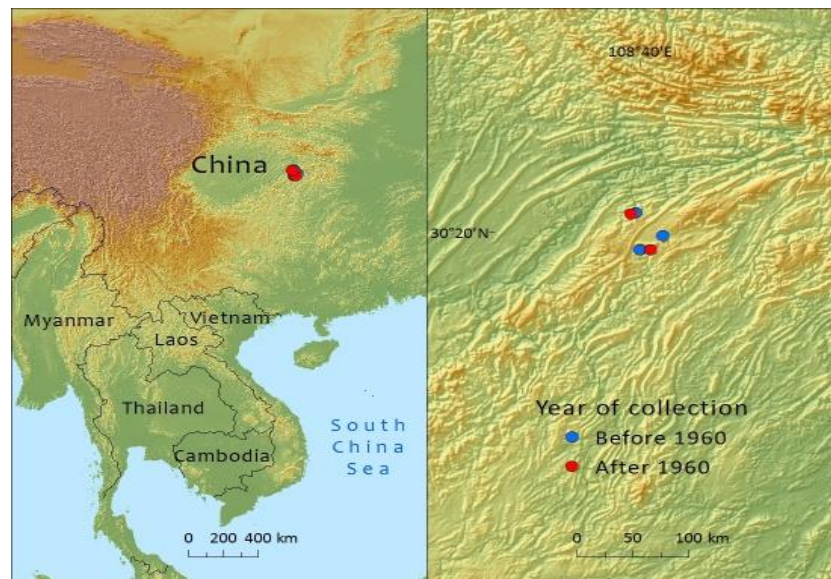 China
Myanmar
Vietnam
Laos
Thailand
Cambodia
South
China
Sea
0 200 400 km
108°40'E
30°20'N
Year of collection
Before 1960
After 1960
0 50 100 km